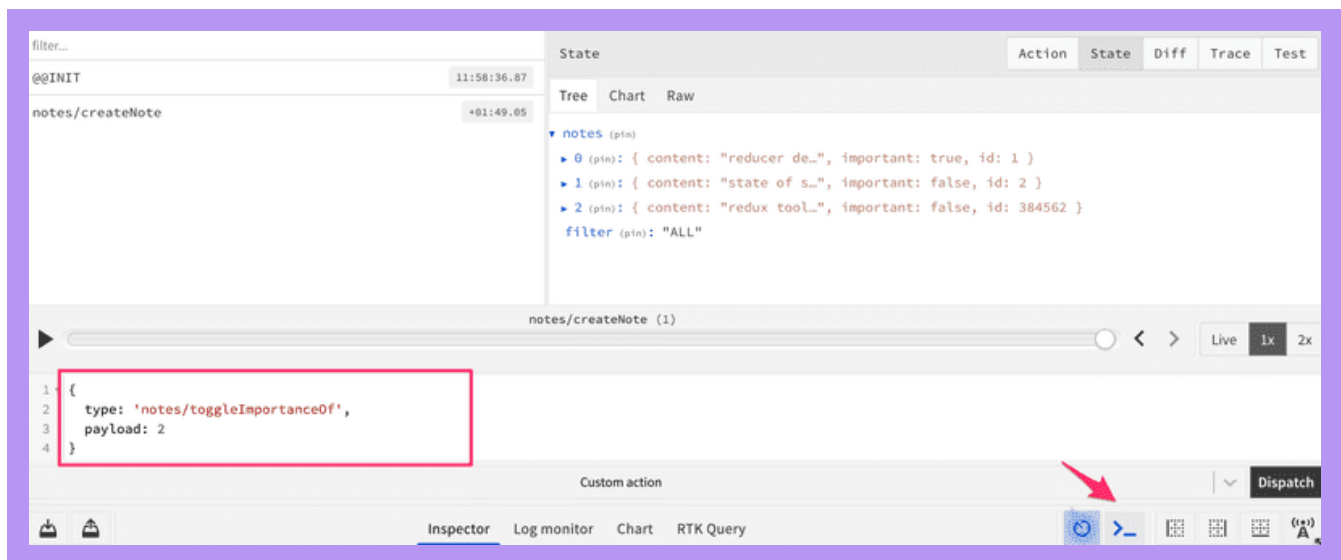 filter...
@@INIT 11:58:36.87
notes/createNote +01:49.05
State Action State Diff Trace Test
Tree Chart Raw
notes (pin)
0 (pin): { content: "reducer de…", important: true, id: 1 }
1 (pin): { content: "state of s…", important: false, id: 2 }
2 (pin): { content: "redux tool…", important: false, id: 384562 }
filter (pin): "ALL"
notes/createNote (1)
Live 1x 2x
1 {
2 type: 'notes/toggleImportanceOf',
3 payload: 2
4 }
Custom action Dispatch
Inspector Log monitor Chart RTK Query